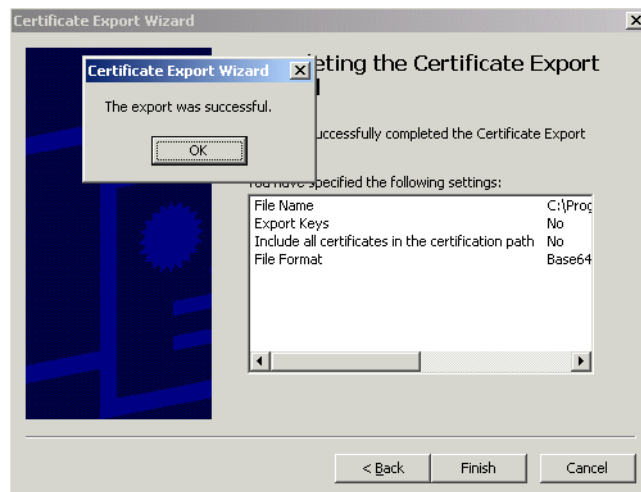 Certificate Export Wizard
Certificate Export Wizard
eting the Certificate Export
The export was successful.
OK
uccessfully completed the Certificate Export
You have specified the following settings:
File Name C:\Prog
Export Keys No
Include all certificates in the certification path No
File Format Base64
< Back Finish Cancel